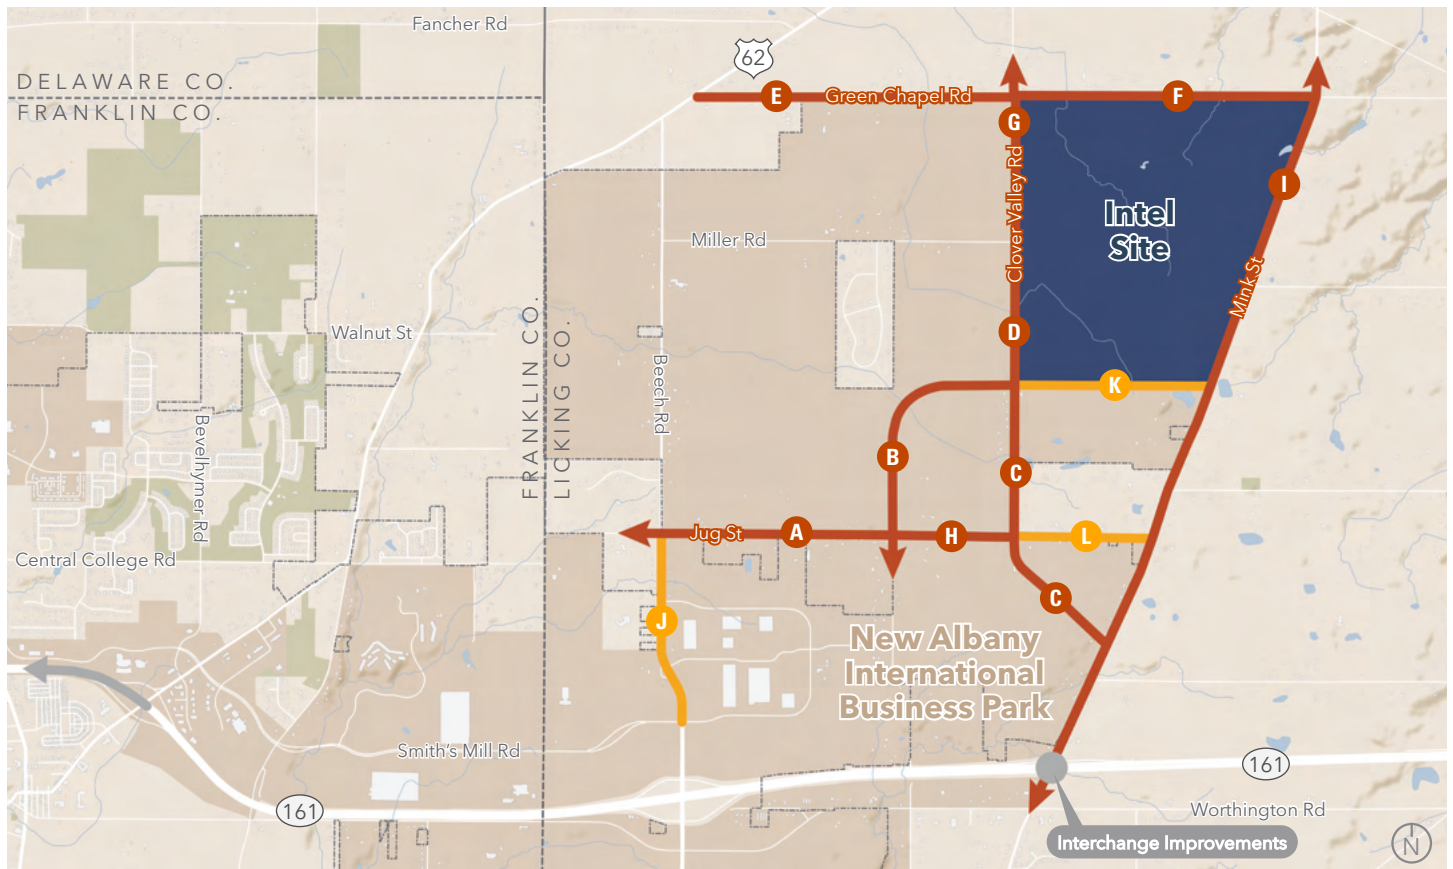 Fancher Rd
62
DELAWARE CO.
FRANKLIN CO.
E
Green Chapel Rd
F
G
Clover Valley Rd
I
Intel
Site
Miller Rd
Mink St
Walnut St
D
FRANKLIN CO.
LICKING CO.
Beech Rd
K
Bevelhymer Rd
B
C
Jug St
A
H
L
Central College Rd
C
J
New Albany
International
Business Park
Smith's Mill Rd
161
161
Worthington Rd
Interchange Improvements
N